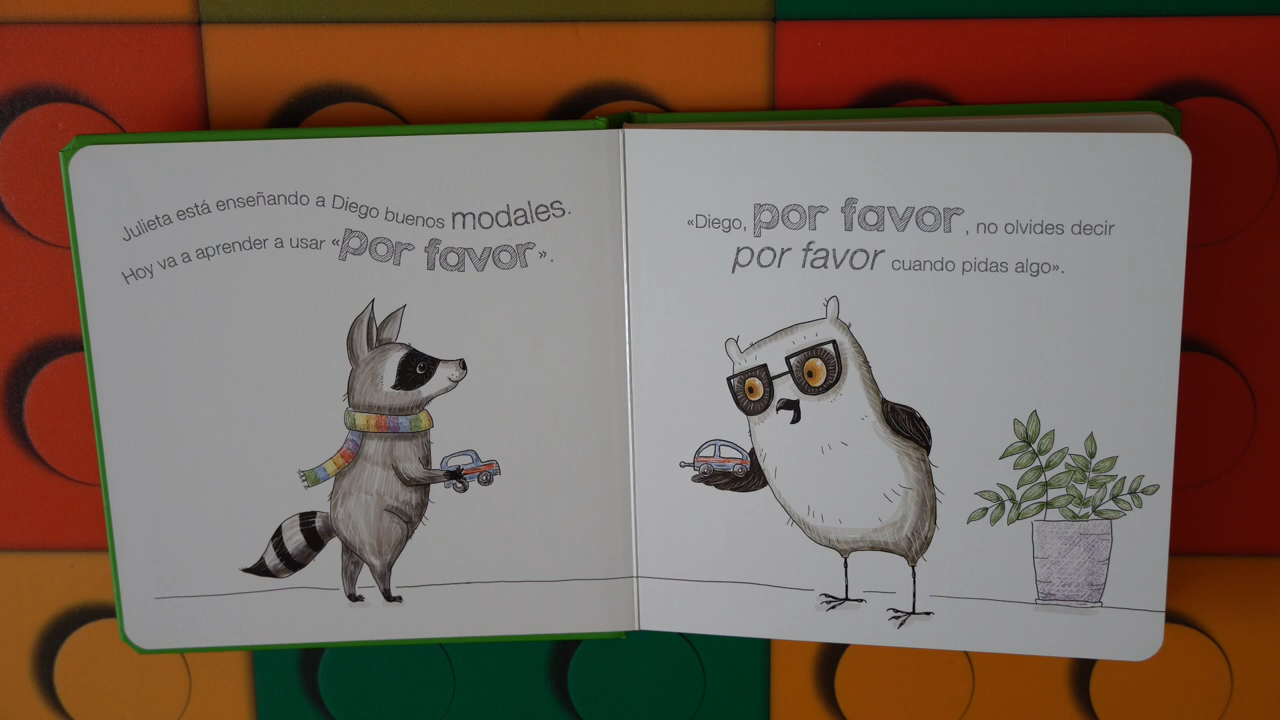 Julieta está enseñando a Diego buenos modales.
Hoy va a aprender a usar «por favor».
«Diego, por favor, no olvides decir
por favor cuando pidas algo».